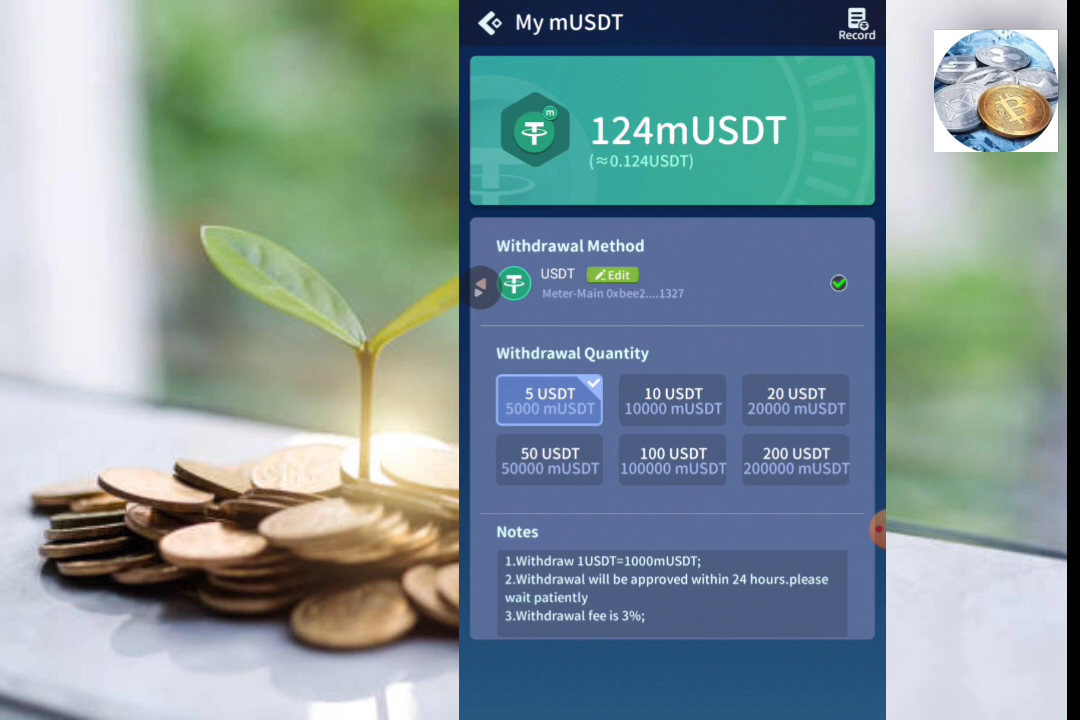 My mUSDT
Record
m
124mUSDT
(≈0.124USDT)
Withdrawal Method
USDT Edit
Meter-Main 0xbee2....1327
Withdrawal Quantity
5 USDT 10 USDT 20 USDT
5000 mUSDT 10000 mUSDT 20000 mUSDT
50 USDT 100 USDT 200 USDT
50000 mUSDT 100000 mUSDT 200000 mUSDT
Notes
1.Withdraw 1USDT=1000mUSDT;
2.Withdrawal will be approved within 24 hours.please
wait patiently
3.Withdrawal fee is 3%;